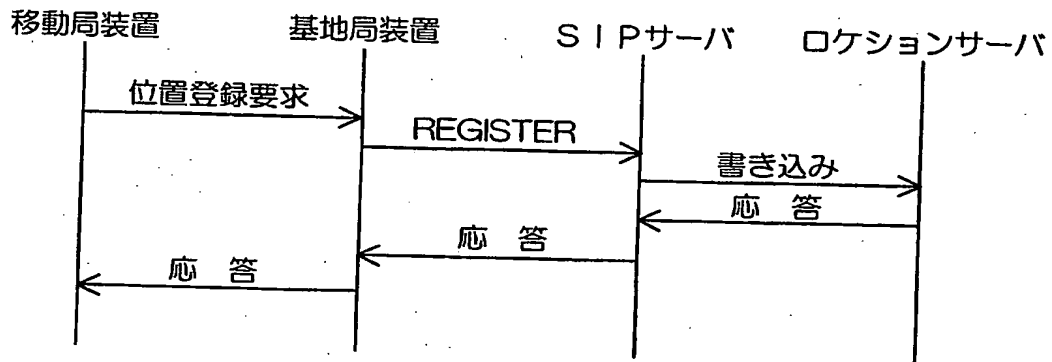 移動局装置
基地局装置
SIPサーバ
ロケションサーバ
位置登録要求
REGISTER
書き込み
応 答
応 答
応 答